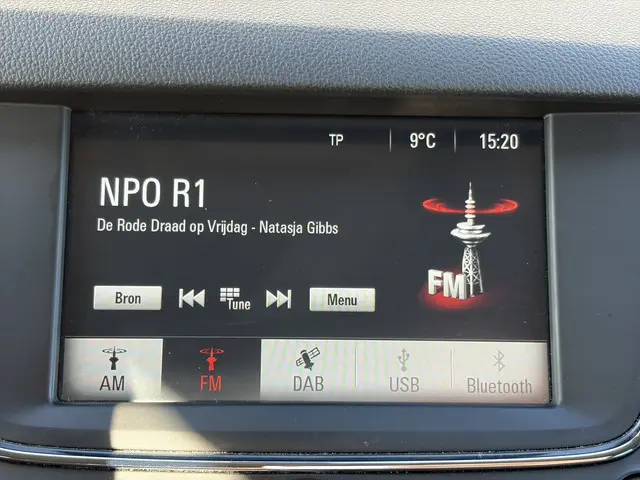 TP 9°C 15:20
NPO R1
De Rode Draad op Vrijdag - Natasja Gibbs
FM
Bron Tune Menu
AM FM DAB USB Bluetooth